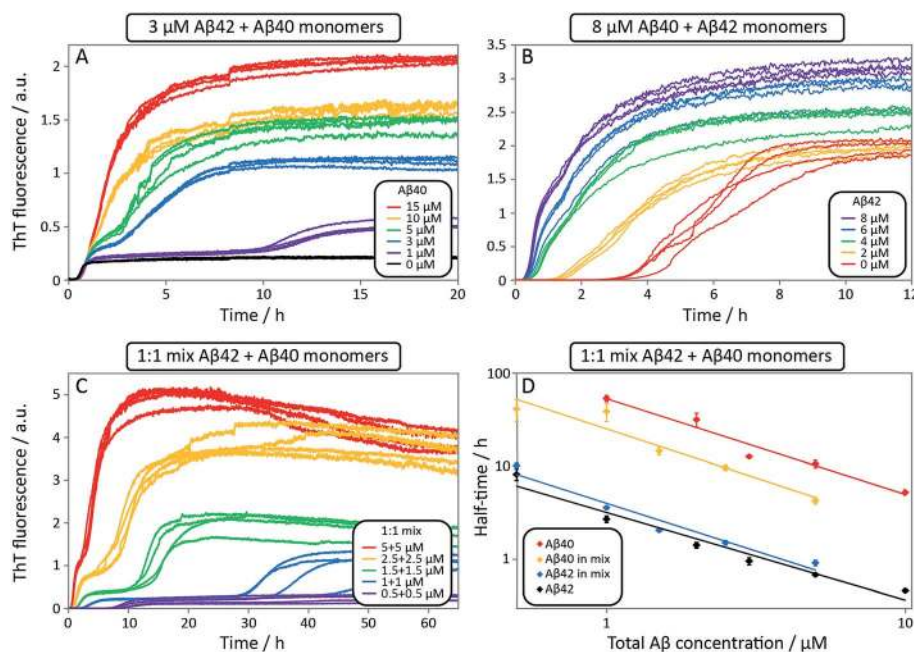 3 µM Aβ42 + Aβ40 monomers
A
ThT fluorescence / a.u.
2
1.5
1
0.5
0
Aβ40
15 µM
10 µM
5 µM
3 µM
1 µM
0 µM
0
5
10
15
20
Time / h
8 µM Aβ40 + Aβ42 monomers
B
ThT fluorescence / a.u.
3.5
3
2.5
2
1.5
1
0.5
0
Aβ42
8 µM
6 µM
4 µM
2 µM
0 µM
0
2
4
6
8
10
12
Time / h
1:1 mix Aβ42 + Aβ40 monomers
C
ThT fluorescence / a.u.
5
4
3
2
1
0
1:1 mix
5+5 µM
2.5+2.5 µM
1.5+1.5 µM
1+1 µM
0.5+0.5 µM
0
10
20
30
40
50
60
Time / h
1:1 mix Aβ42 + Aβ40 monomers
D
Half-time / h
100
10
1
Aβ40
Aβ40 in mix
Aβ42 in mix
Aβ42
1
10
Total Aβ concentration / µM